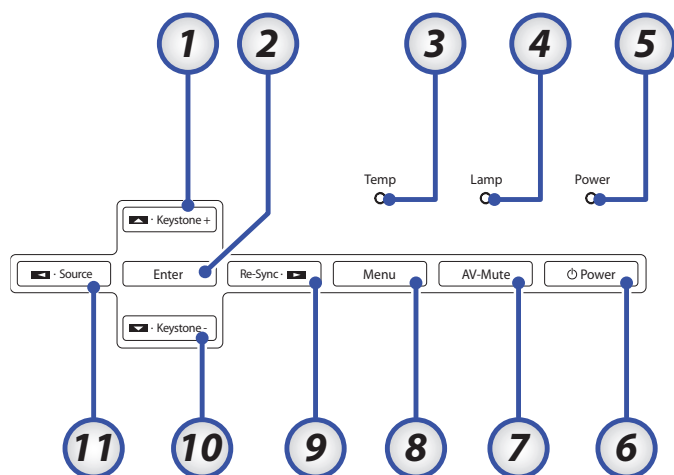 1 2 3 4 5
Temp Lamp Power
▲ · Keystone +
◄ · Source Enter Re-Sync · ► Menu AV-Mute ⏻ Power
▼ · Keystone -
11 10 9 8 7 6